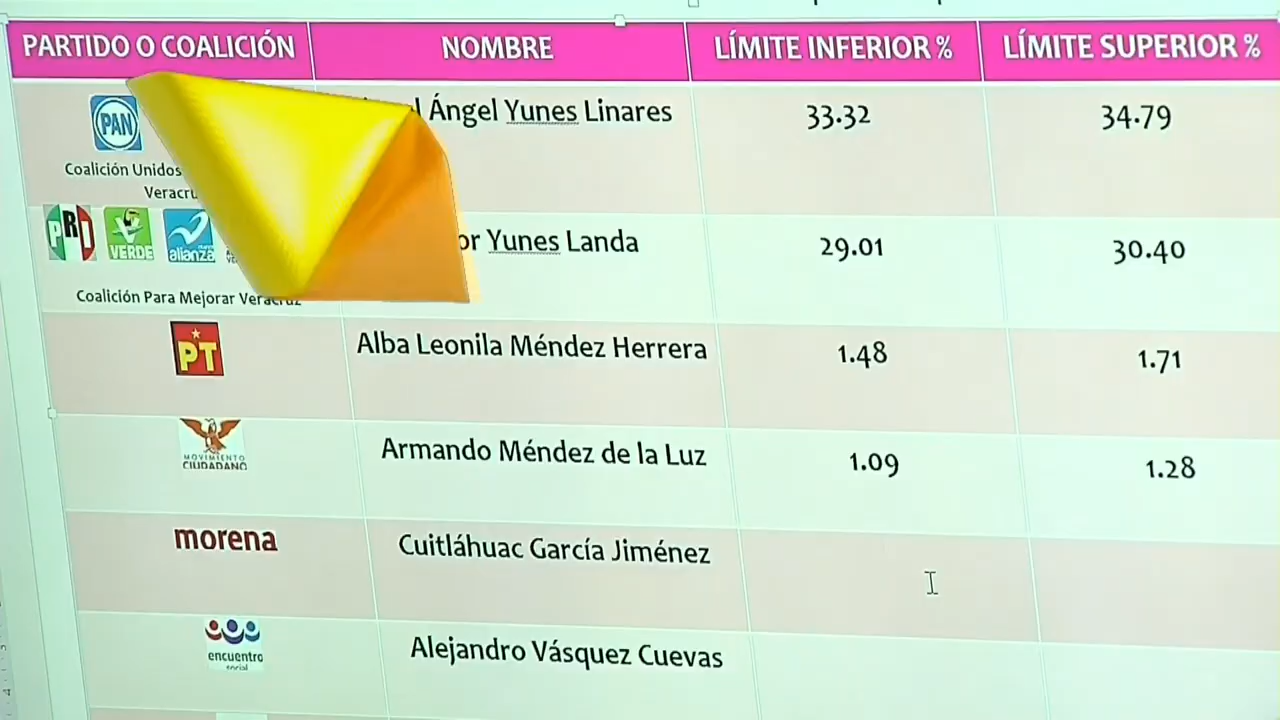 PARTIDO O COALICIÓN NOMBRE LÍMITE INFERIOR % LÍMITE SUPERIOR %
PAN Ángel Yunes Linares 33.32 34.79
Coalición Unidos
PRI VERDE alianza Yunes Landa 29.01 30.40
Coalición Para Mejorar Veracruz
PT Alba Leonila Méndez Herrera 1.48 1.71
MOVIMIENTO CIUDADANO Armando Méndez de la Luz 1.09 1.28
morena Cuitláhuac García Jiménez
encuentro social Alejandro Vásquez Cuevas